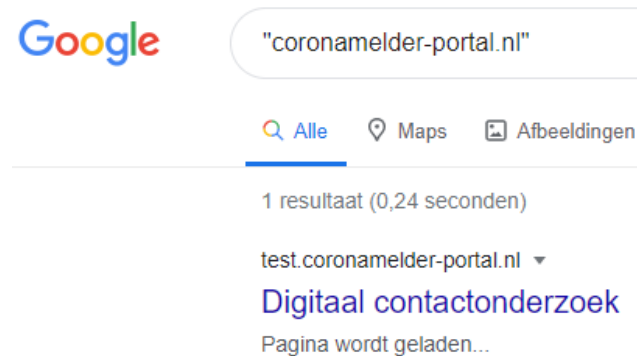 Google
"coronamelder-portal.nl"
Alle Maps Afbeeldingen
1 resultaat (0,24 seconden)
test.coronamelder-portal.nl
Digitaal contactonderzoek
Pagina wordt geladen...